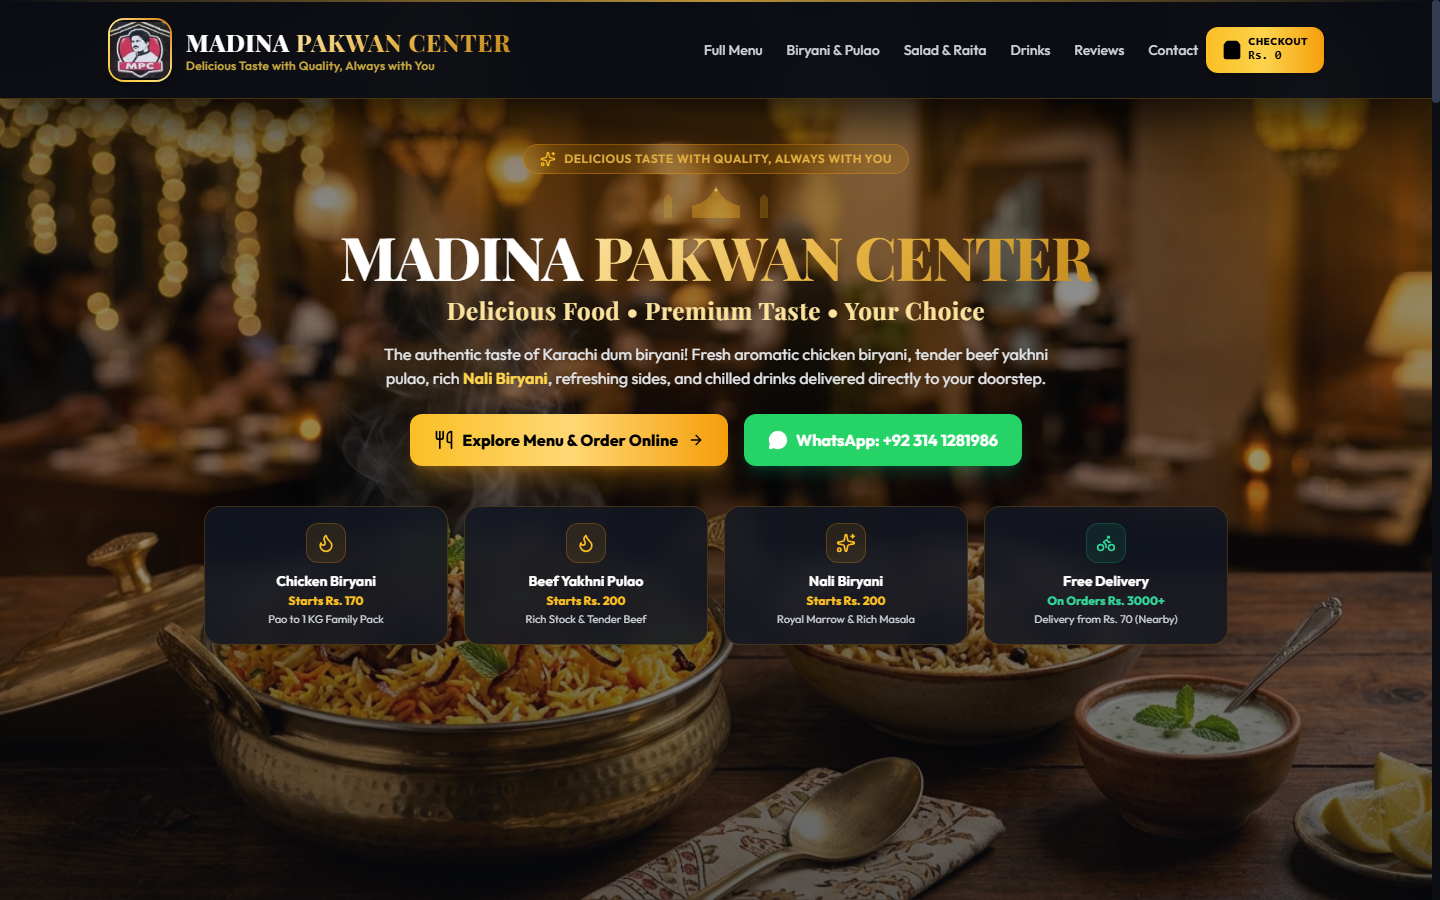 MPC
MADINA PAKWAN CENTER
Delicious Taste with Quality, Always with You
Full Menu
Biryani & Pulao
Salad & Raita
Drinks
Reviews
Contact
CHECKOUT
Rs. 0
DELICIOUS TASTE WITH QUALITY, ALWAYS WITH YOU
MADINA PAKWAN CENTER
Delicious Food • Premium Taste • Your Choice
The authentic taste of Karachi dum biryani! Fresh aromatic chicken biryani, tender beef yakhni
pulao, rich Nali Biryani, refreshing sides, and chilled drinks delivered directly to your doorstep.
Explore Menu & Order Online →
WhatsApp: +92 314 1281986
Chicken Biryani
Starts Rs. 170
Pao to 1 KG Family Pack
Beef Yakhni Pulao
Starts Rs. 200
Rich Stock & Tender Beef
Nali Biryani
Starts Rs. 200
Royal Marrow & Rich Masala
Free Delivery
On Orders Rs. 3000+
Delivery from Rs. 70 (Nearby)